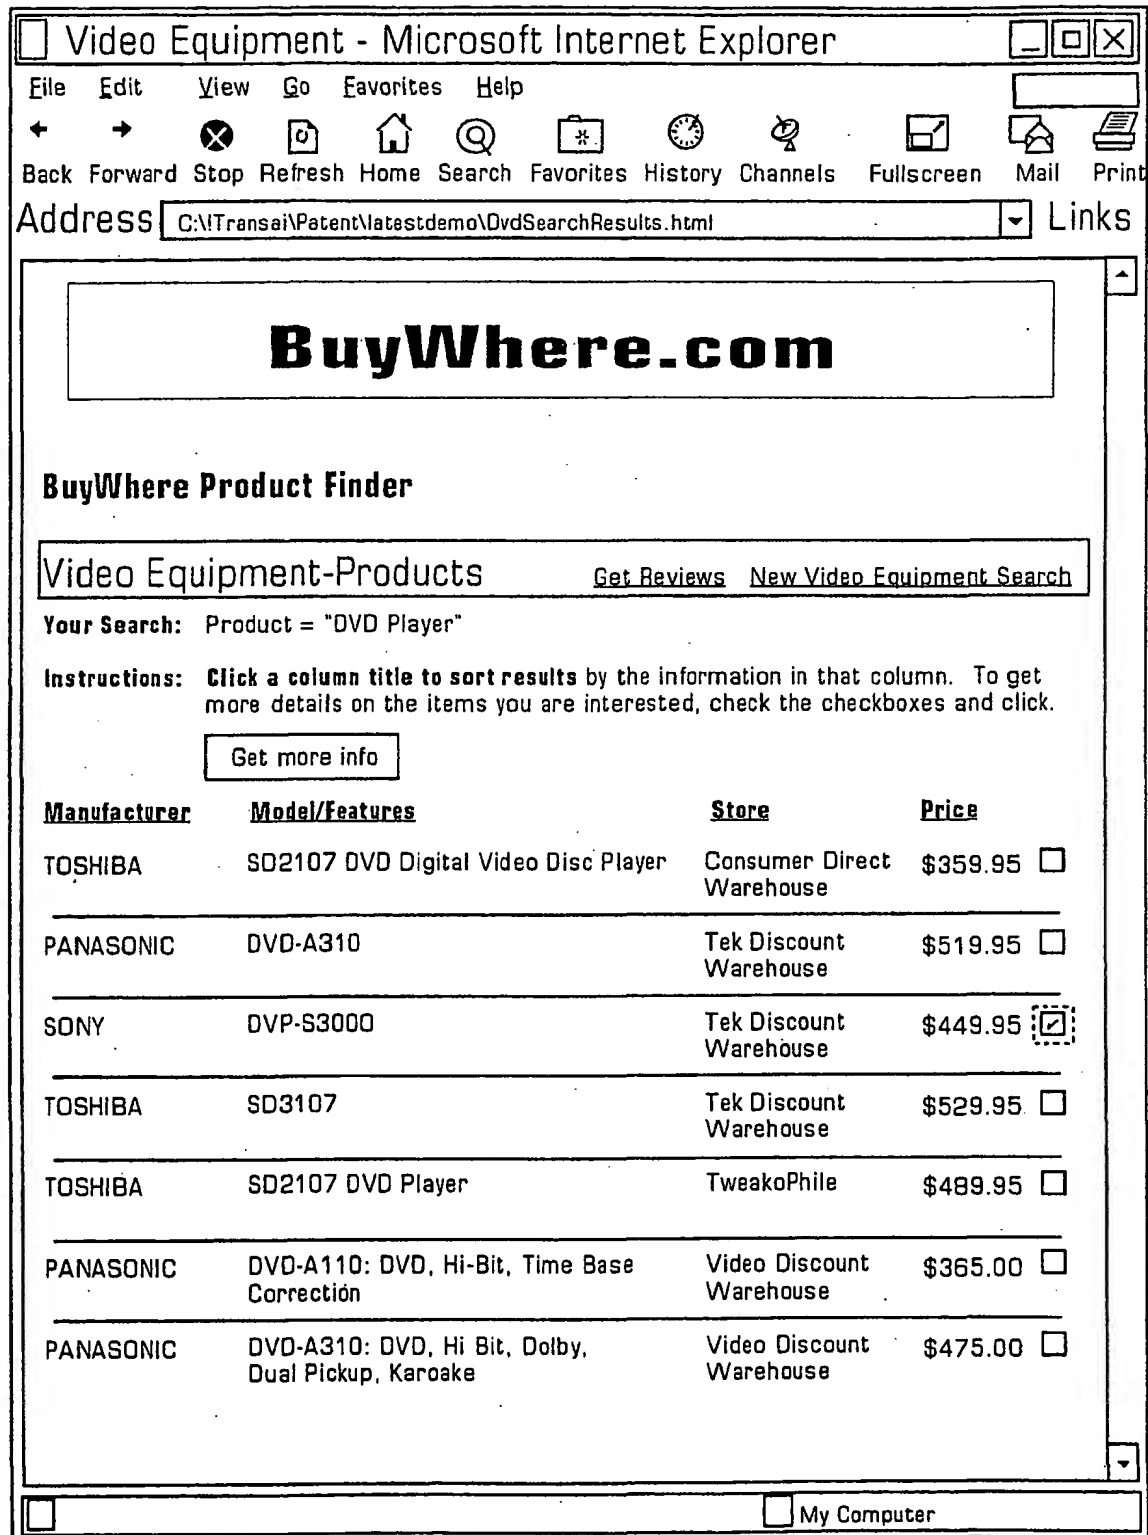 Video Equipment - Microsoft Internet Explorer
File Edit View Go Favorites Help
Back Forward Stop Refresh Home Search Favorites History Channels Fullscreen Mail Print
Address C:\!Transai\Patent\latestdemo\DvdSearchResults.html Links
BuyWhere.com
BuyWhere Product Finder
Video Equipment-Products Get Reviews New Video Equipment Search
Your Search: Product = "DVD Player"
Instructions: Click a column title to sort results by the information in that column. To get
more details on the items you are interested, check the checkboxes and click.
Get more info
Manufacturer Model/Features Store Price
TOSHIBA SD2107 DVD Digital Video Disc Player Consumer Direct $359.95
Warehouse
PANASONIC DVD-A310 Tek Discount $519.95
Warehouse
SONY DVP-S3000 Tek Discount $449.95
Warehouse
TOSHIBA SD3107 Tek Discount $529.95
Warehouse
TOSHIBA SD2107 DVD Player TweakoPhile $489.95
PANASONIC DVD-A110: DVD, Hi-Bit, Time Base Video Discount $365.00
Correction Warehouse
PANASONIC DVD-A310: DVD, Hi Bit, Dolby, Video Discount $475.00
Dual Pickup, Karoake Warehouse
My Computer